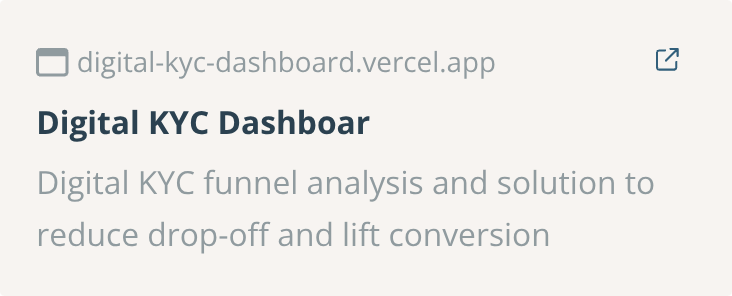 digital-kyc-dashboard.vercel.app
Digital KYC Dashboar
Digital KYC funnel analysis and solution to
reduce drop-off and lift conversion